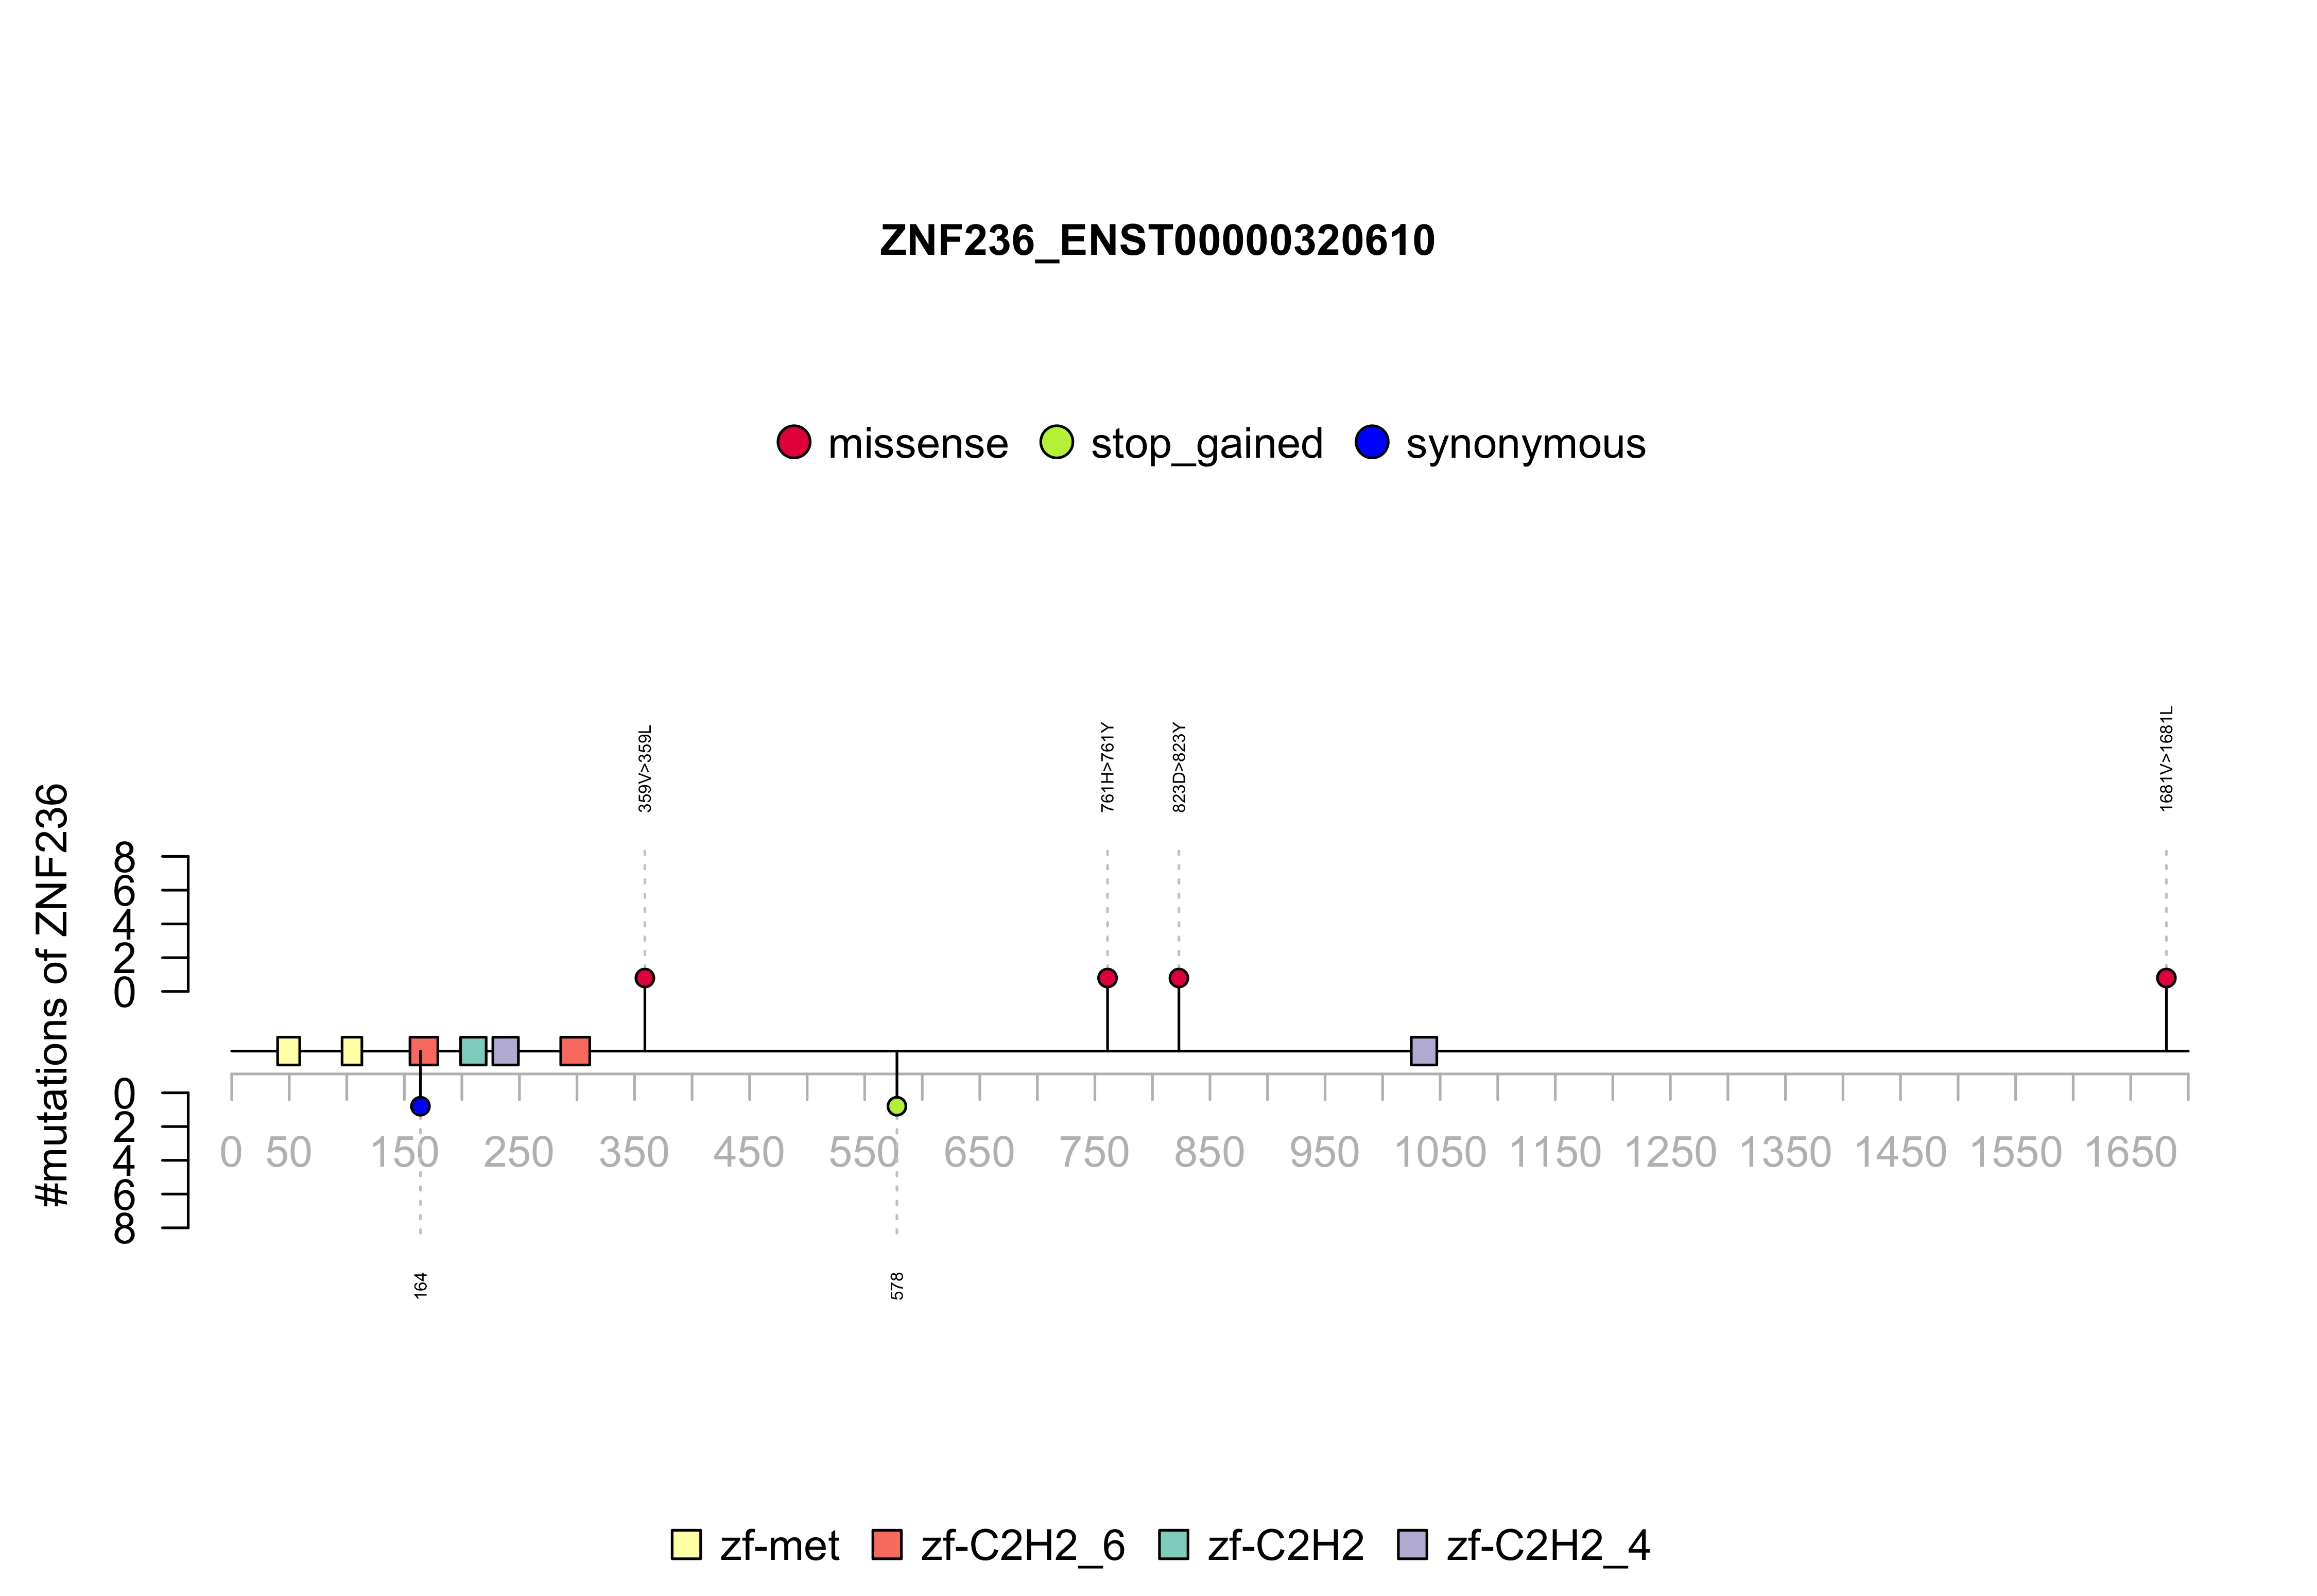 ZNF236_ENST00000320610
missense stop_gained synonymous
359V>359L 761H>761Y 823D>823Y 1681V>1681L
#mutations of ZNF236
8
6
4
2
0
0
2
4
6
8
0 50 150 250 350 450 550 650 750 850 950 1050 1150 1250 1350 1450 1550 1650
164 578
zf-met zf-C2H2_6 zf-C2H2 zf-C2H2_4